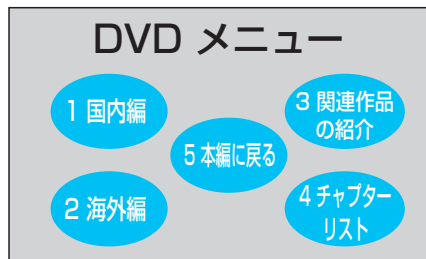 DVD メニュー
1 国内編
2 海外編
3 関連作品
の紹介
4 チャプター
リスト
5 本編に戻る